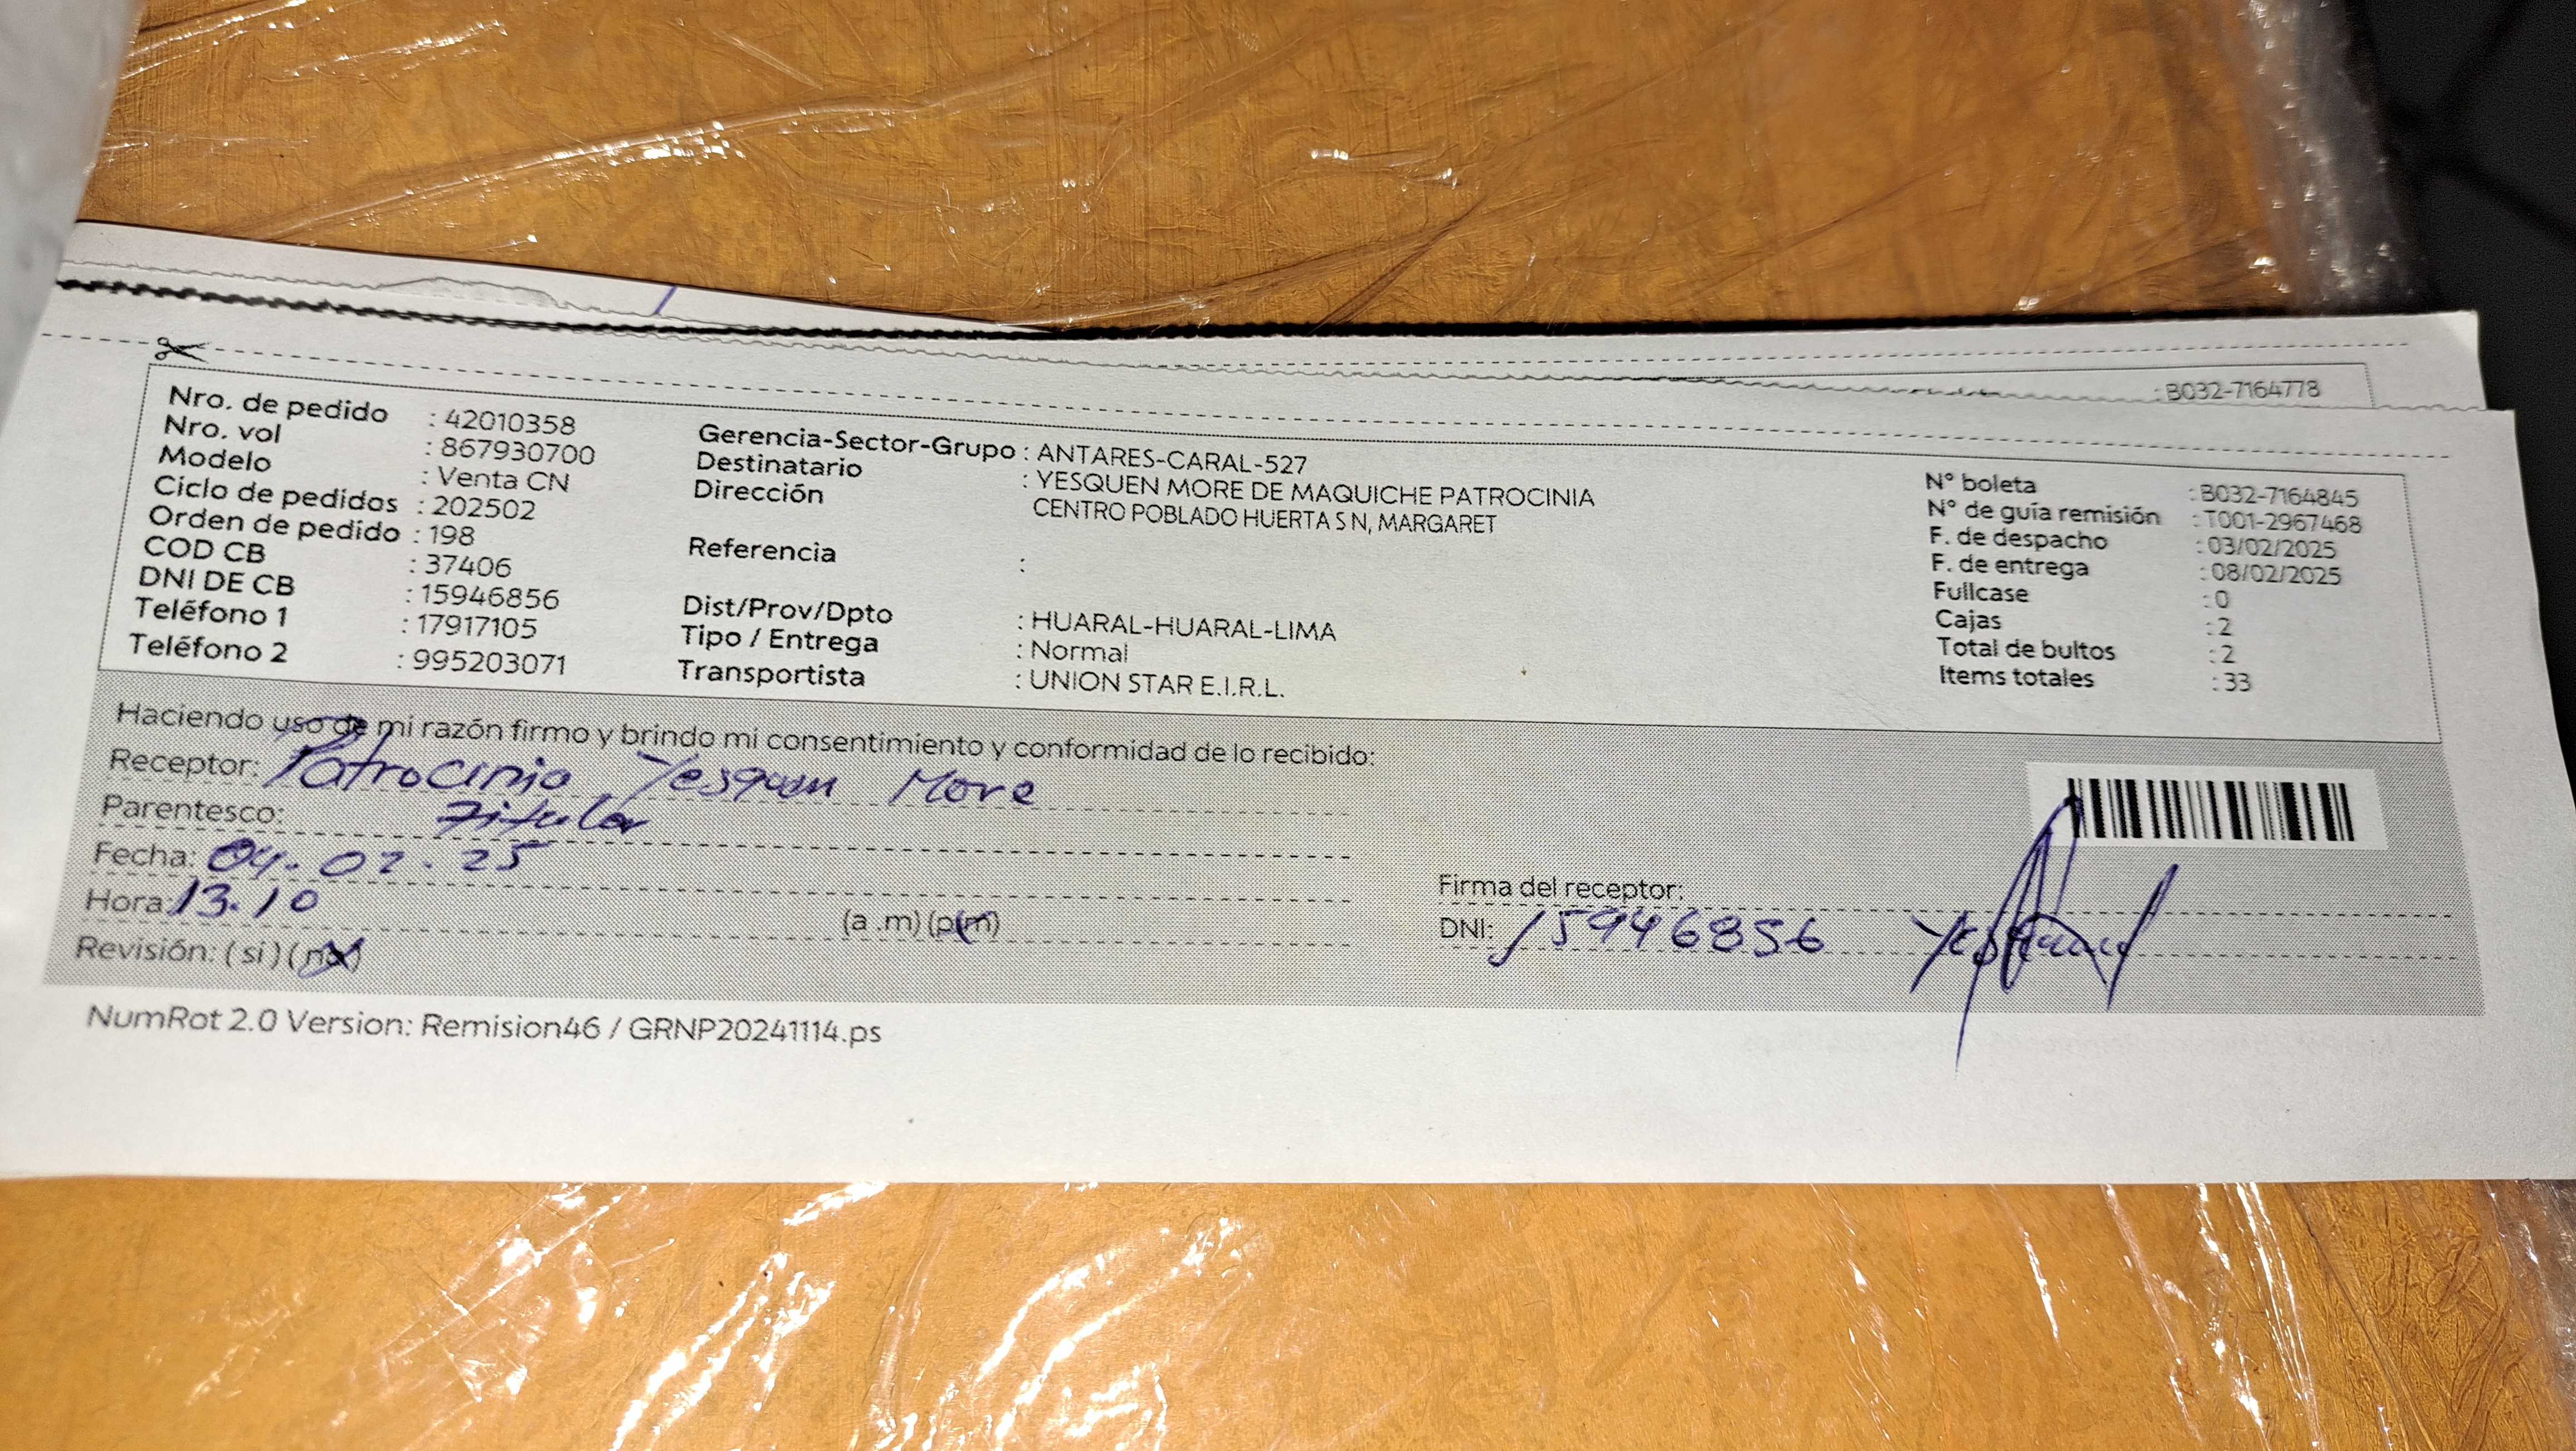 : B032-7164778
Nro. de pedido : 42010358
Nro. vol : 867930700
Modelo : Venta CN
Ciclo de pedidos : 202502
Orden de pedido : 198
COD CB : 37406
DNI DE CB : 15946856
Teléfono 1 : 17917105
Teléfono 2 : 995203071
Gerencia-Sector-Grupo : ANTARES-CARAL-527
Destinatario : YESQUEN MORE DE MAQUICHE PATROCINIA
Dirección CENTRO POBLADO HUERTA S N, MARGARET
Referencia :
Dist/Prov/Dpto : HUARAL-HUARAL-LIMA
Tipo / Entrega : Normal
Transportista : UNION STAR E.I.R.L.
N° boleta : B032-7164845
N° de guía remisión : T001-2967468
F. de despacho : 03/02/2025
F. de entrega : 08/02/2025
Fullcase : 0
Cajas : 2
Total de bultos : 2
Items totales : 33
Haciendo uso de mi razón firmo y brindo mi consentimiento y conformidad de lo recibido:
Receptor: Patrocinia Yesquen More
Parentesco: Titular
Fecha: 04.02.25
Hora: 13.10 (a .m) (p.m)
Revisión: ( si ) ( no )
Firma del receptor:
DNI: 15946856
NumRot 2.0 Version: Remision46 / GRNP20241114.ps